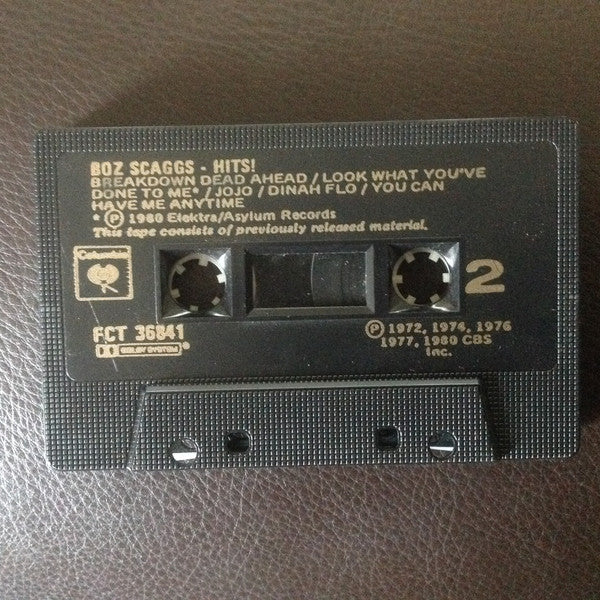 BOZ SCAGGS - HITS!
BREAKDOWN DEAD AHEAD / LOOK WHAT YOU'VE
DONE TO ME* / JOJO / DINAH FLO / YOU CAN
HAVE ME ANYTIME
* Ⓟ 1980 Elektra/Asylum Records
This tape consists of previously released material.
Columbia
2
FCT 36841
DOLBY SYSTEM
Ⓟ 1972, 1974, 1976
1977, 1980 CBS
Inc.